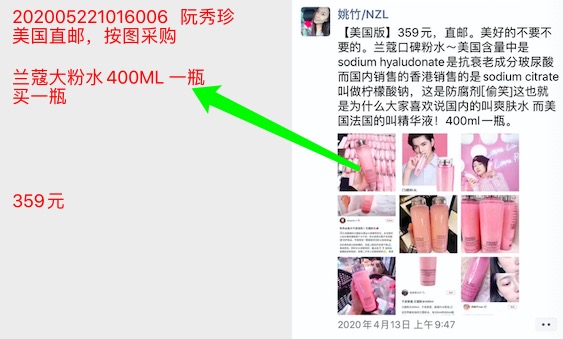 202005221016006 阮秀珍
美国直邮，按图采购
兰蔻大粉水400ML 一瓶
买一瓶
359元
姚竹/NZL
【美国版】359元，直邮。美好的不要不
要的。兰蔻口碑粉水～美国含量中是
sodium hyaludonate是抗衰老成分玻尿酸
而国内销售的香港销售的是sodium citrate
叫做柠檬酸钠，这是防腐剂[偷笑]这也就
是为什么大家喜欢说国内的叫爽肤水 而美
国法国的叫精华液！400ml一瓶。
2020年4月13日 上午9:47